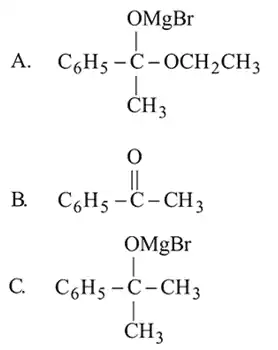 OMgBr
A. C₆H₅–C–OCH₂CH₃
CH₃
O
B. C₆H₅–C–CH₃
OMgBr
C. C₆H₅–C–CH₃
CH₃